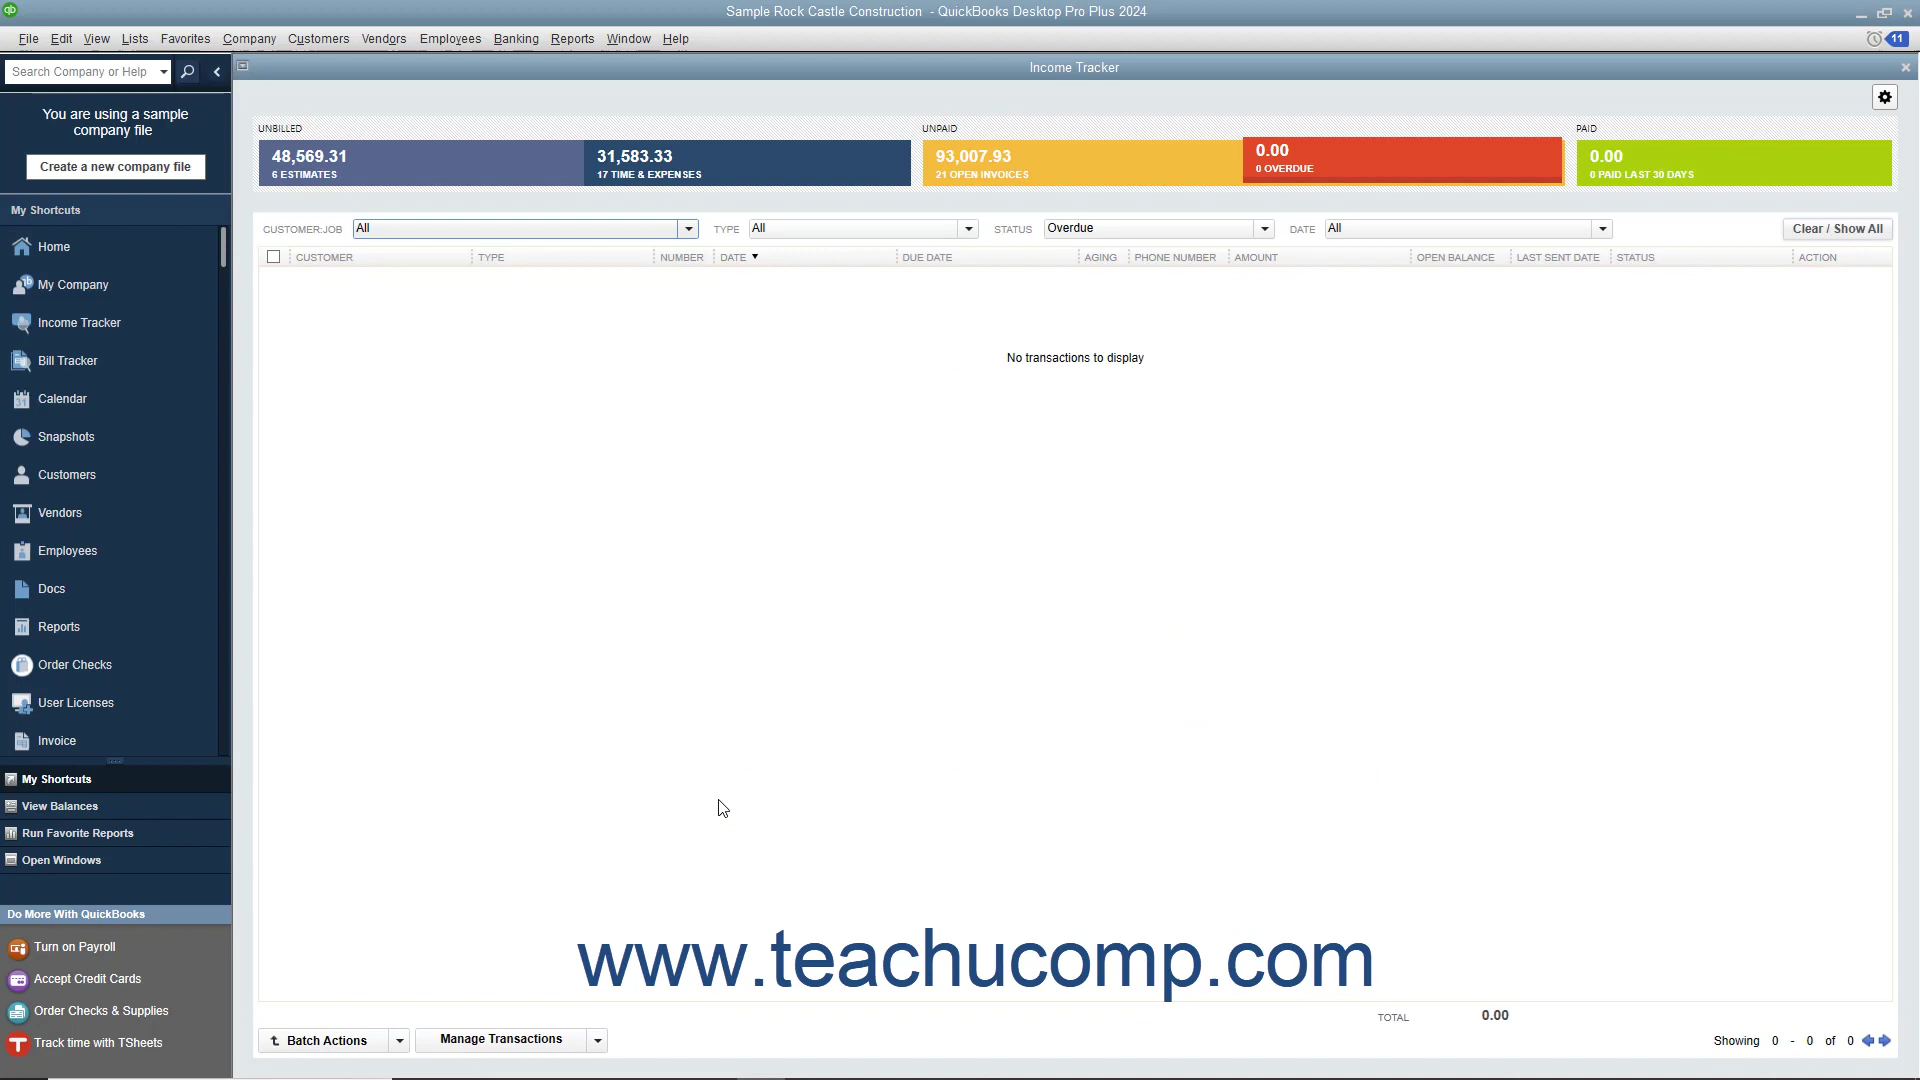 Sample Rock Castle Construction - QuickBooks Desktop Pro Plus 2024
File Edit View Lists Favorites Company Customers Vendors Employees Banking Reports Window Help
11
Search Company or Help
Income Tracker
You are using a sample
company file
Create a new company file
My Shortcuts
Home
My Company
Income Tracker
Bill Tracker
Calendar
Snapshots
Customers
Vendors
Employees
Docs
Reports
Order Checks
User Licenses
Invoice
My Shortcuts
View Balances
Run Favorite Reports
Open Windows
Do More With QuickBooks
Turn on Payroll
Accept Credit Cards
Order Checks & Supplies
Track time with TSheets
UNBILLED UNPAID PAID
48,569.31 31,583.33 93,007.93 0.00 0.00
6 ESTIMATES 17 TIME & EXPENSES 21 OPEN INVOICES 0 OVERDUE 0 PAID LAST 30 DAYS
CUSTOMER:JOB All TYPE All STATUS Overdue DATE All Clear / Show All
CUSTOMER TYPE NUMBER DATE DUE DATE AGING PHONE NUMBER AMOUNT OPEN BALANCE LAST SENT DATE STATUS ACTION
No transactions to display
www.teachucomp.com
TOTAL 0.00
Batch Actions Manage Transactions Showing 0 - 0 of 0